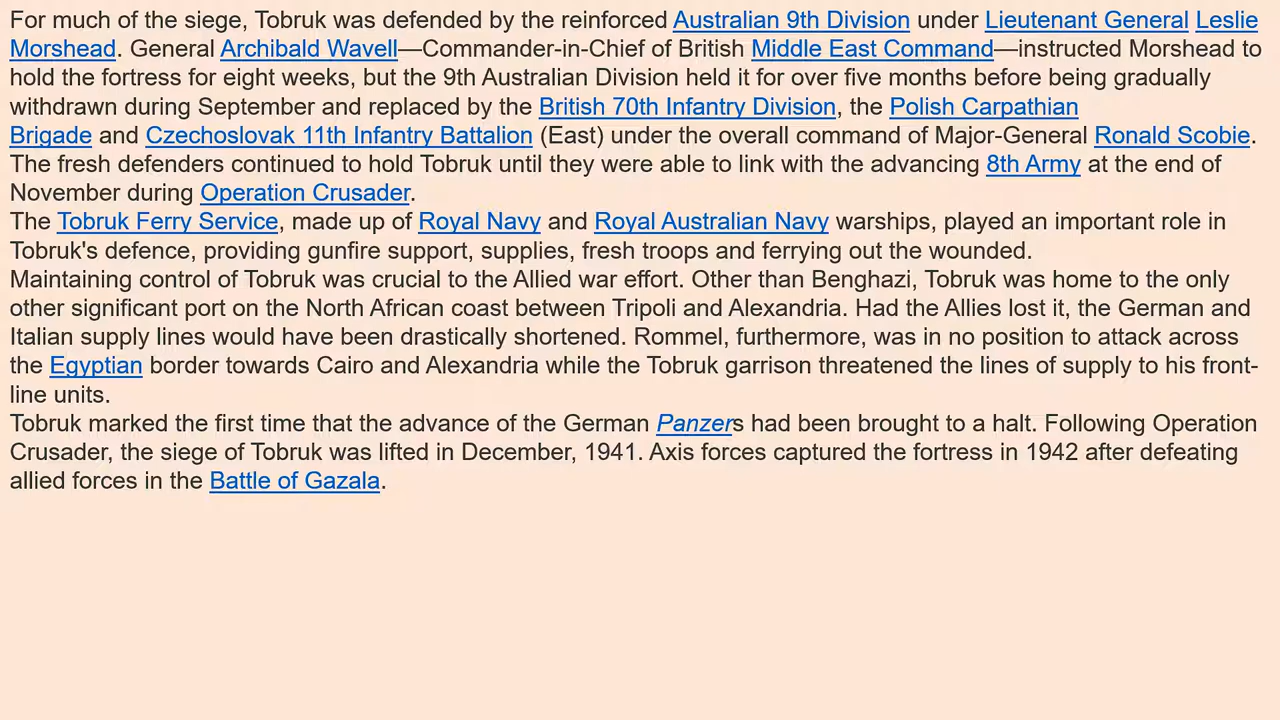 For much of the siege, Tobruk was defended by the reinforced Australian 9th Division under Lieutenant General Leslie
Morshead. General Archibald Wavell—Commander-in-Chief of British Middle East Command—instructed Morshead to
hold the fortress for eight weeks, but the 9th Australian Division held it for over five months before being gradually
withdrawn during September and replaced by the British 70th Infantry Division, the Polish Carpathian
Brigade and Czechoslovak 11th Infantry Battalion (East) under the overall command of Major-General Ronald Scobie.
The fresh defenders continued to hold Tobruk until they were able to link with the advancing 8th Army at the end of
November during Operation Crusader.
The Tobruk Ferry Service, made up of Royal Navy and Royal Australian Navy warships, played an important role in
Tobruk's defence, providing gunfire support, supplies, fresh troops and ferrying out the wounded.
Maintaining control of Tobruk was crucial to the Allied war effort. Other than Benghazi, Tobruk was home to the only
other significant port on the North African coast between Tripoli and Alexandria. Had the Allies lost it, the German and
Italian supply lines would have been drastically shortened. Rommel, furthermore, was in no position to attack across
the Egyptian border towards Cairo and Alexandria while the Tobruk garrison threatened the lines of supply to his front-
line units.
Tobruk marked the first time that the advance of the German Panzers had been brought to a halt. Following Operation
Crusader, the siege of Tobruk was lifted in December, 1941. Axis forces captured the fortress in 1942 after defeating
allied forces in the Battle of Gazala.